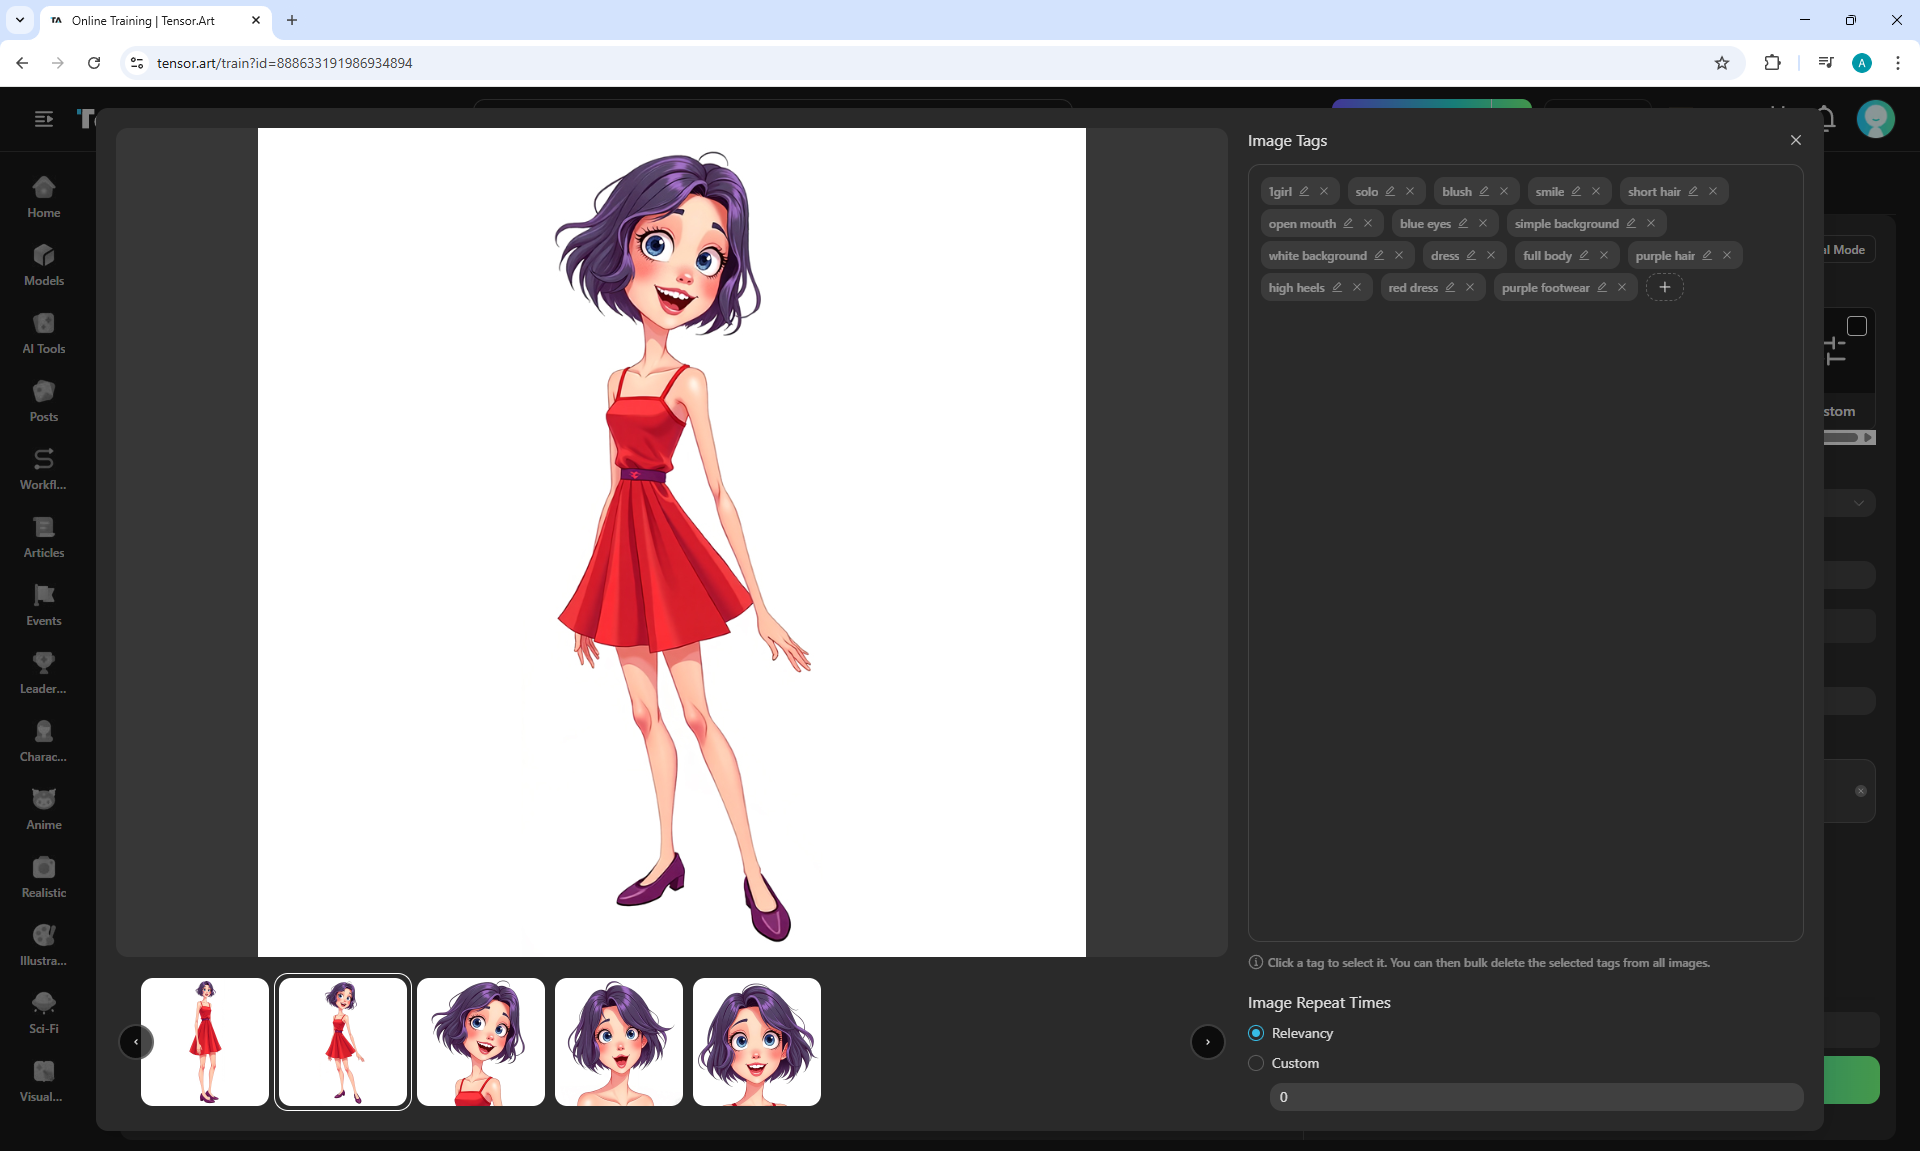 Online Training | Tensor.Art
tensor.art/train?id=888633191986934894
A
Home
Models
AI Tools
Posts
Workfl...
Articles
Events
Leader...
Charac...
Anime
Realistic
Illustra...
Sci-Fi
Visual...
Image Tags
1girl solo blush smile short hair
open mouth blue eyes simple background
white background dress full body purple hair
high heels red dress purple footwear
Click a tag to select it. You can then bulk delete the selected tags from all images.
Image Repeat Times
Relevancy
Custom
0
al Mode
stom